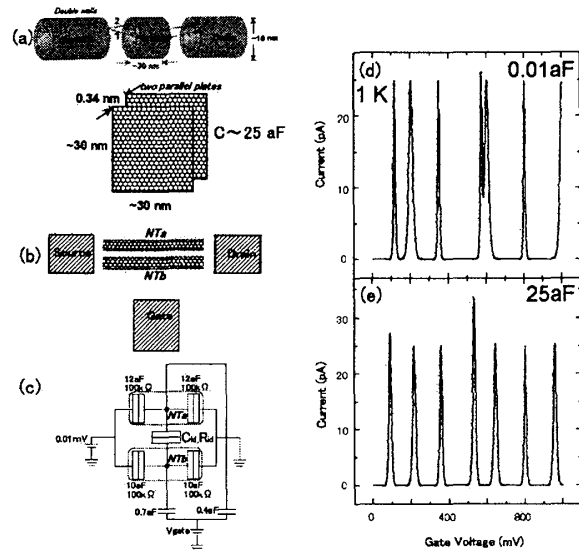 Double walls
(a)
2
1
~10 nm
~30 nm
two parallel plates
0.34 nm
~30 nm
C~25 aF
~30 nm
NTa
(b)
Source
Drain
NTb
Gate
(c)
12aF
100kΩ
12aF
100kΩ
NTa
0.01mV
NTb
10aF
100kΩ
10aF
100kΩ
0.7aF
0.4aF
Vgate
(d)
0.01aF
1 K
Current (pA)
20
10
0
(e)
25aF
Current (pA)
30
20
10
0
0
400
800
Gate Voltage (mV)